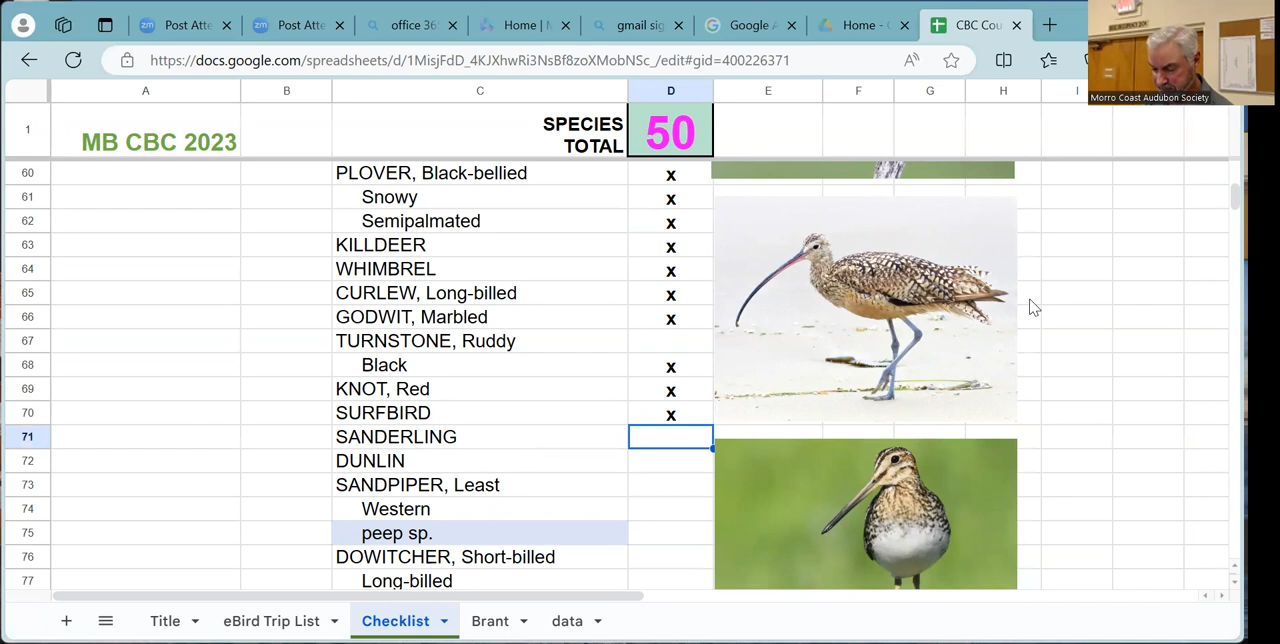 Post Atte
Post Atte
office 36
Home | M
gmail sig
Google A
Home - G
CBC Cou
https://docs.google.com/spreadsheets/d/1MisjFdD_4KJXhwRi3NsBf8zoXMobNSc_/edit#gid=400226371
Morro Coast Audubon Society
A B C D E F G H I
1 MB CBC 2023 SPECIES TOTAL 50
60 PLOVER, Black-bellied x
61 Snowy x
62 Semipalmated x
63 KILLDEER x
64 WHIMBREL x
65 CURLEW, Long-billed x
66 GODWIT, Marbled x
67 TURNSTONE, Ruddy
68 Black x
69 KNOT, Red x
70 SURFBIRD x
71 SANDERLING
72 DUNLIN
73 SANDPIPER, Least
74 Western
75 peep sp.
76 DOWITCHER, Short-billed
77 Long-billed
Title eBird Trip List Checklist Brant data